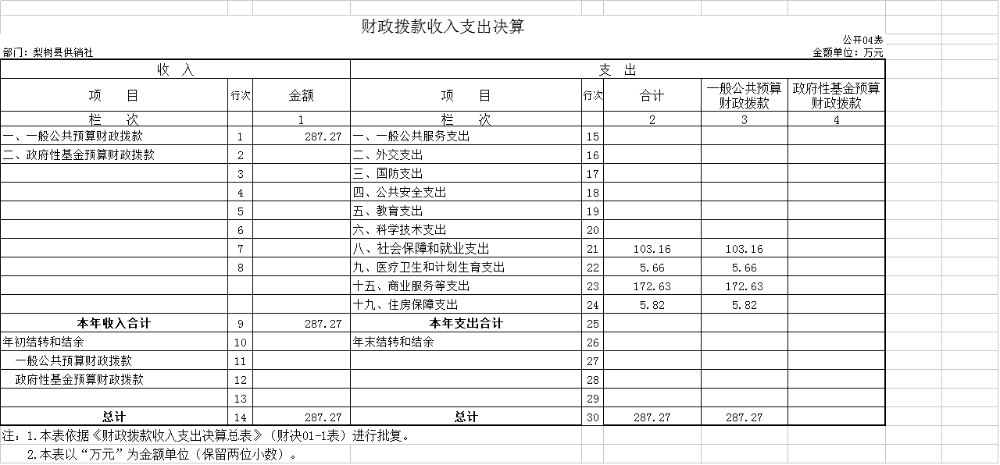 财政拨款收入支出决算
公开04表
部门：梨树县供销社 金额单位：万元
收 入 支 出
项 目 行次 金额 项 目 行次 合计 一般公共预算财政拨款 政府性基金预算财政拨款
栏 次 1 栏 次 2 3 4
一、一般公共预算财政拨款 1 287.27 一、一般公共服务支出 15
二、政府性基金预算财政拨款 2 二、外交支出 16
3 三、国防支出 17
4 四、公共安全支出 18
5 五、教育支出 19
6 六、科学技术支出 20
7 八、社会保障和就业支出 21 103.16 103.16
8 九、医疗卫生和计划生育支出 22 5.66 5.66
十五、商业服务等支出 23 172.63 172.63
十九、住房保障支出 24 5.82 5.82
本年收入合计 9 287.27 本年支出合计 25
年初结转和结余 10 年末结转和结余 26
一般公共预算财政拨款 11 27
政府性基金预算财政拨款 12 28
13 29
总计 14 287.27 总计 30 287.27 287.27
注：1.本表依据《财政拨款收入支出决算总表》（财决01-1表）进行批复。
2.本表以“万元”为金额单位（保留两位小数）。